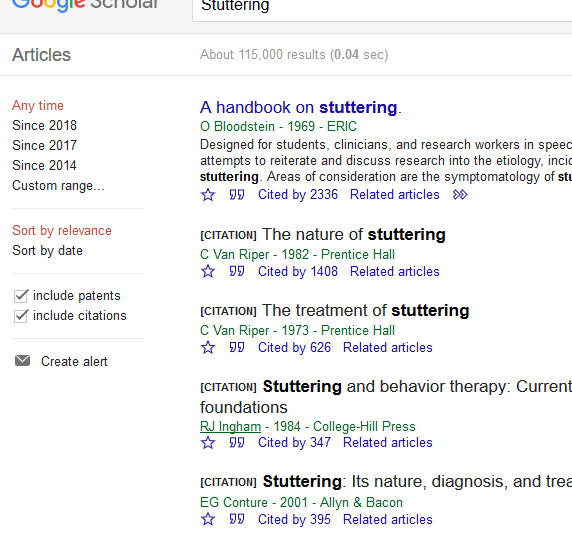 Google Scholar
Stuttering
Articles
About 115,000 results (0.04 sec)
Any time
Since 2018
Since 2017
Since 2014
Custom range...
Sort by relevance
Sort by date
include patents
include citations
Create alert
A handbook on stuttering.
O Bloodstein - 1969 - ERIC
Designed for students, clinicians, and research workers in
attempts to reiterate and discuss research into the etiology,
stuttering. Areas of consideration are the symptomatology of
Cited by 2336 Related articles
[CITATION] The nature of stuttering
C Van Riper - 1982 - Prentice Hall
Cited by 1408 Related articles
[CITATION] The treatment of stuttering
C Van Riper - 1973 - Prentice Hall
Cited by 626 Related articles
[CITATION] Stuttering and behavior therapy: Current
foundations
RJ Ingham - 1984 - College-Hill Press
Cited by 347 Related articles
[CITATION] Stuttering: Its nature, diagnosis, and
EG Conture - 2001 - Allyn & Bacon
Cited by 395 Related articles